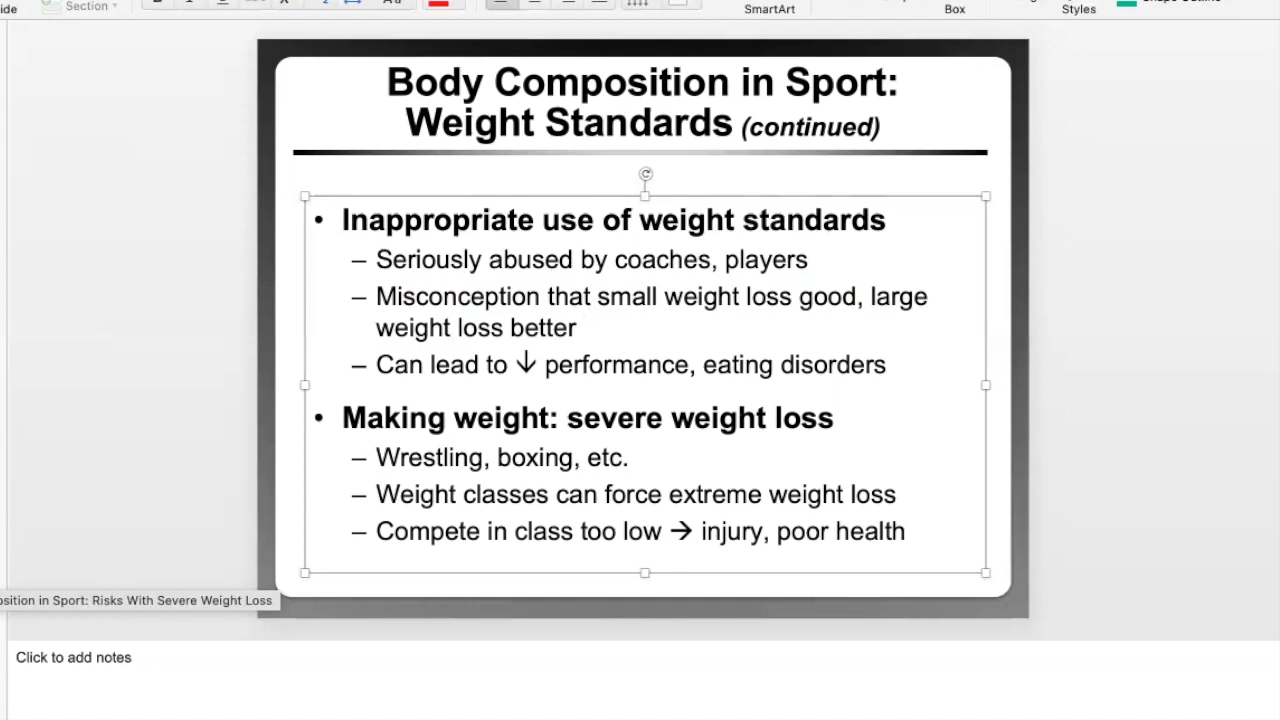 Section
SmartArt
Box
Styles
Body Composition in Sport:
Weight Standards (continued)
• Inappropriate use of weight standards
– Seriously abused by coaches, players
– Misconception that small weight loss good, large
weight loss better
– Can lead to ↓ performance, eating disorders
• Making weight: severe weight loss
– Wrestling, boxing, etc.
– Weight classes can force extreme weight loss
– Compete in class too low → injury, poor health
in Sport: Risks With Severe Weight Loss
Click to add notes